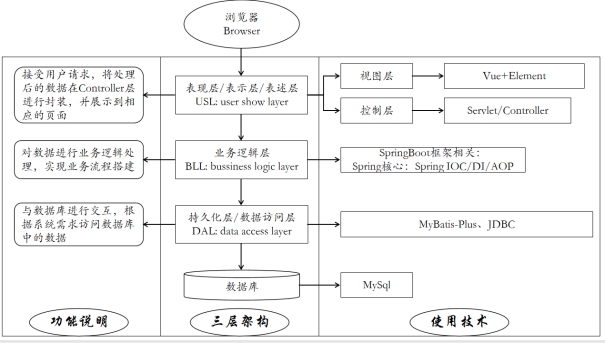 浏览器
Browser
接受用户请求，将处理
后的数据在Controller层
进行封装，并展示到相
应的页面
表现层/表示层/表述层
USL: user show layer
视图层
Vue+Element
控制层
Servlet/Controller
对数据进行业务逻辑处
理，实现业务流程搭建
业务逻辑层
BLL: bussiness logic layer
SpringBoot框架相关：
Spring核心：Spring IOC/DI/AOP
与数据库进行交互，根
据系统需求访问数据库
中的数据
持久化层/数据访问层
DAL: data access layer
MyBatis-Plus、JDBC
数据库
MySql
功能说明
三层架构
使用技术